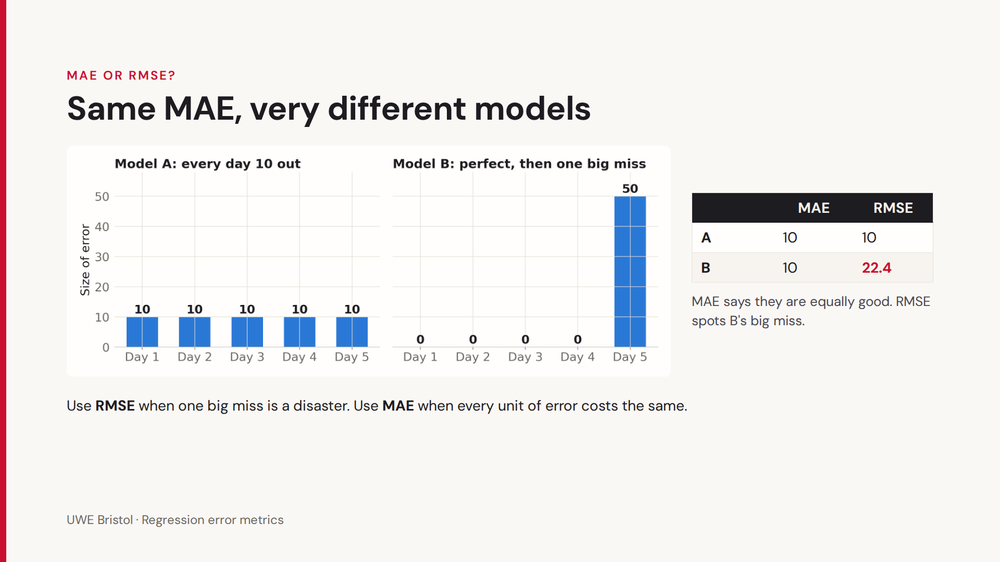 MAE OR RMSE?
Same MAE, very different models
Model A: every day 10 out
Size of error
50
40
30
20
10
0
10 10 10 10 10
Day 1 Day 2 Day 3 Day 4 Day 5
Model B: perfect, then one big miss
0 0 0 0 50
Day 1 Day 2 Day 3 Day 4 Day 5
MAE RMSE
A 10 10
B 10 22.4
MAE says they are equally good. RMSE
spots B's big miss.
Use RMSE when one big miss is a disaster. Use MAE when every unit of error costs the same.
UWE Bristol · Regression error metrics